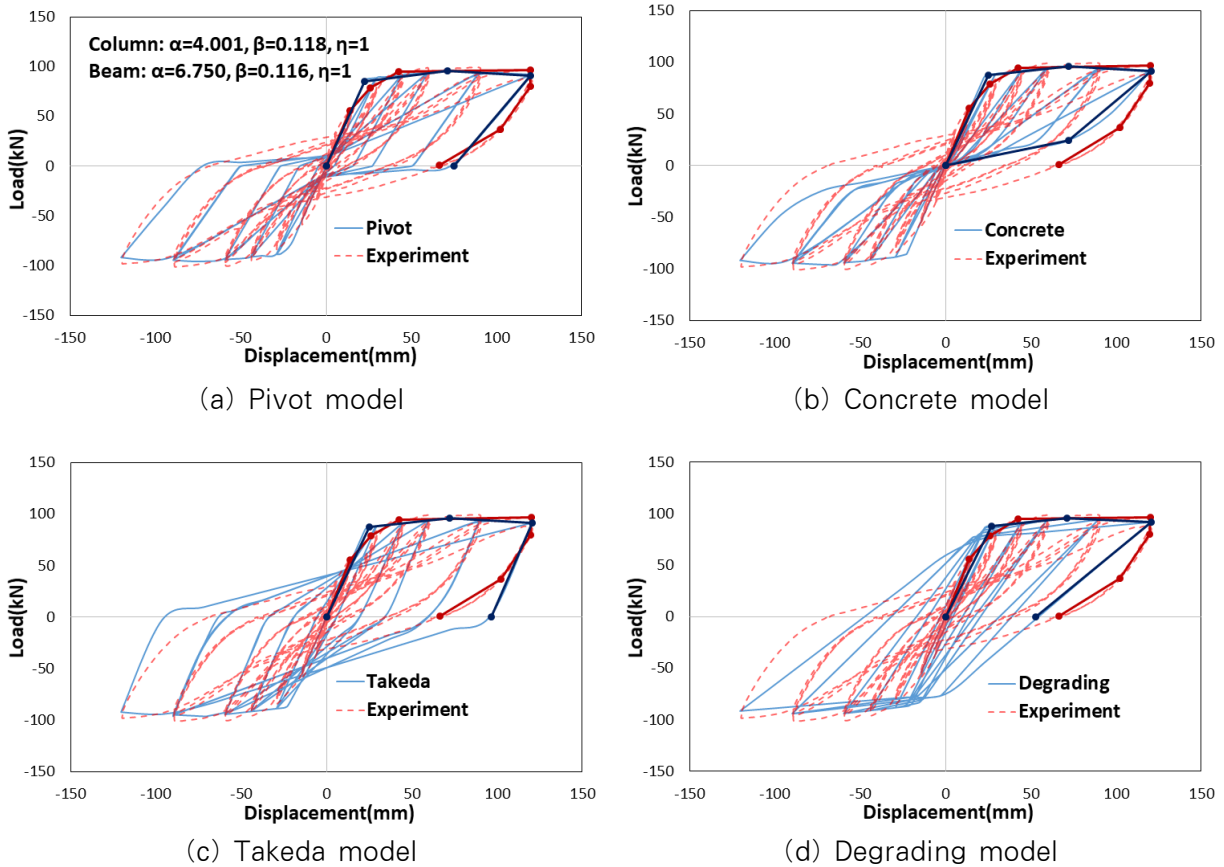 150
100
50
0
-50
-100
-150
Load(kN)
Column: α=4.001, β=0.118, η=1
Beam: α=6.750, β=0.116, η=1
Pivot
Experiment
-150 -100 -50 0 50 100 150
Displacement(mm)
(a) Pivot model
150
100
50
0
-50
-100
-150
Load(kN)
Concrete
Experiment
-150 -100 -50 0 50 100 150
Displacement(mm)
(b) Concrete model
150
100
50
0
-50
-100
-150
Load(kN)
Takeda
Experiment
-150 -100 -50 0 50 100 150
Displacement(mm)
(c) Takeda model
150
100
50
0
-50
-100
-150
Load(kN)
Degrading
Experiment
-150 -100 -50 0 50 100 150
Displacement(mm)
(d) Degrading model